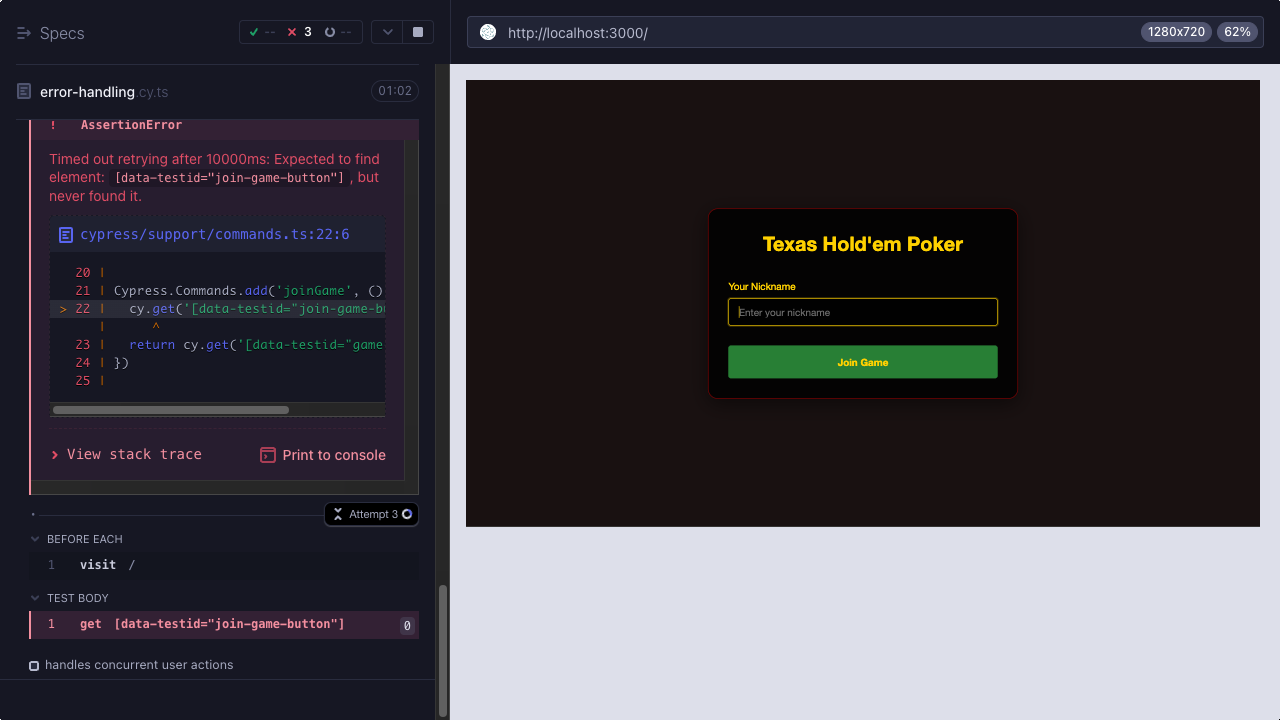 Specs
-- 3 --
http://localhost:3000/
1280x720
62%
error-handling.cy.ts
01:02
! AssertionError
Timed out retrying after 10000ms: Expected to find
element: [data-testid="join-game-button"], but
never found it.
cypress/support/commands.ts:22:6
20 |
21 | Cypress.Commands.add('joinGame', ()
> 22 | cy.get('[data-testid="join-game-bu
| ^
23 | return cy.get('[data-testid="game
24 | })
25 |
View stack trace
Print to console
Attempt 3
BEFORE EACH
1 visit /
TEST BODY
1 get [data-testid="join-game-button"] 0
handles concurrent user actions
Texas Hold'em Poker
Your Nickname
Enter your nickname
Join Game